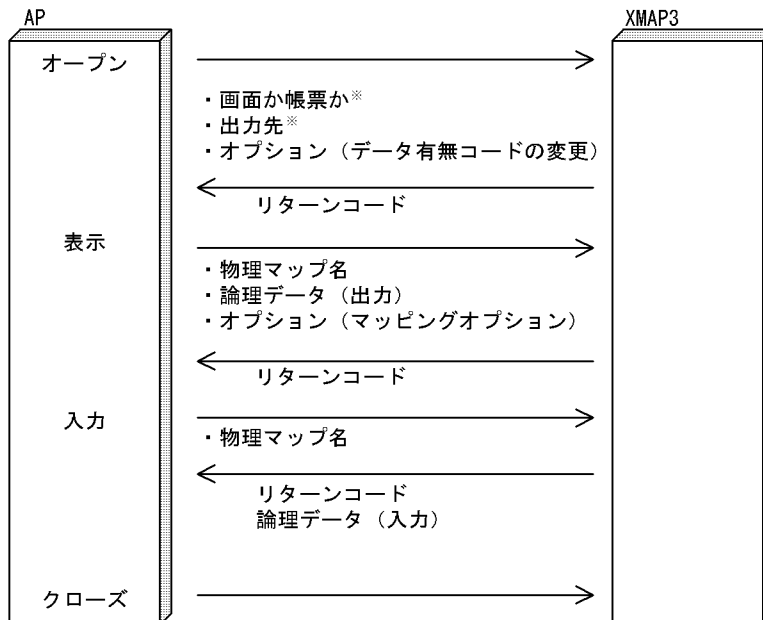 AP
XMAP3
オープン
・画面か帳票か※
・出力先※
・オプション（データ有無コードの変更）
リターンコード
表示
・物理マップ名
・論理データ（出力）
・オプション（マッピングオプション）
リターンコード
入力
・物理マップ名
リターンコード
論理データ（入力）
クローズ